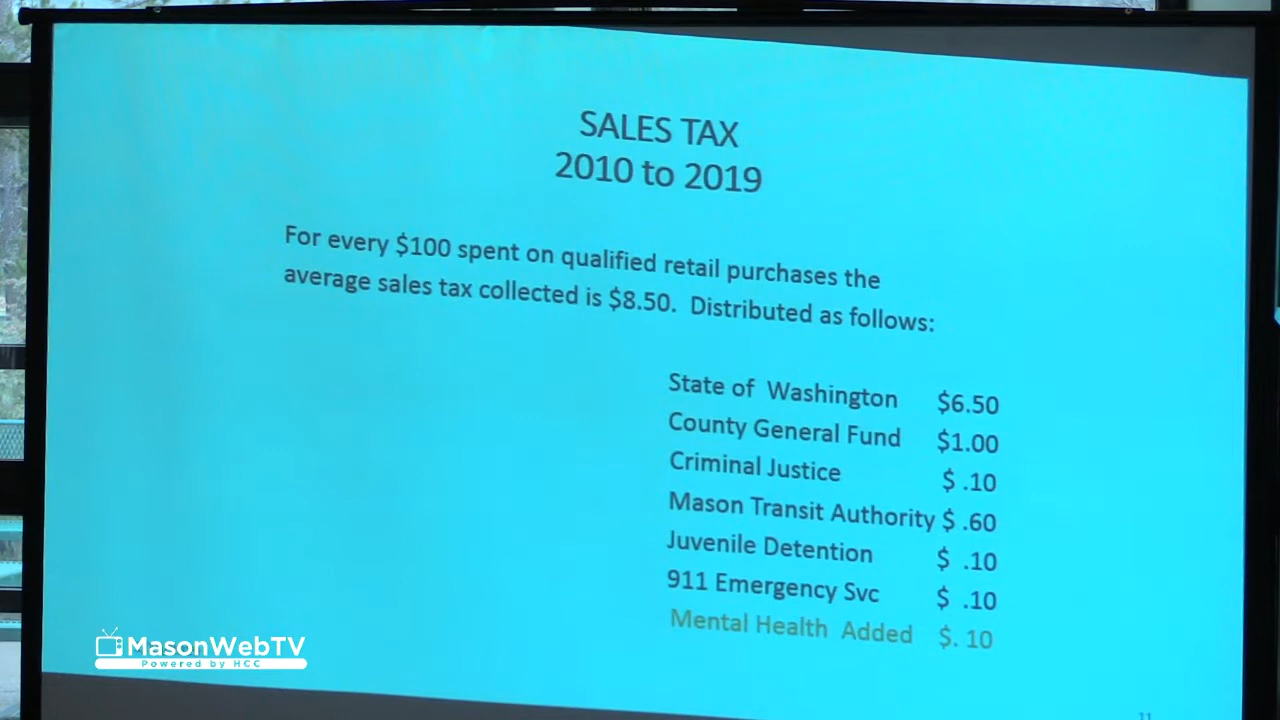 SALES TAX
2010 to 2019
For every $100 spent on qualified retail purchases the
average sales tax collected is $8.50. Distributed as follows:
State of Washington $6.50
County General Fund $1.00
Criminal Justice $ .10
Mason Transit Authority $ .60
Juvenile Detention $ .10
911 Emergency Svc $ .10
Mental Health Added $. 10
MasonWebTV
Powered by HCC
11